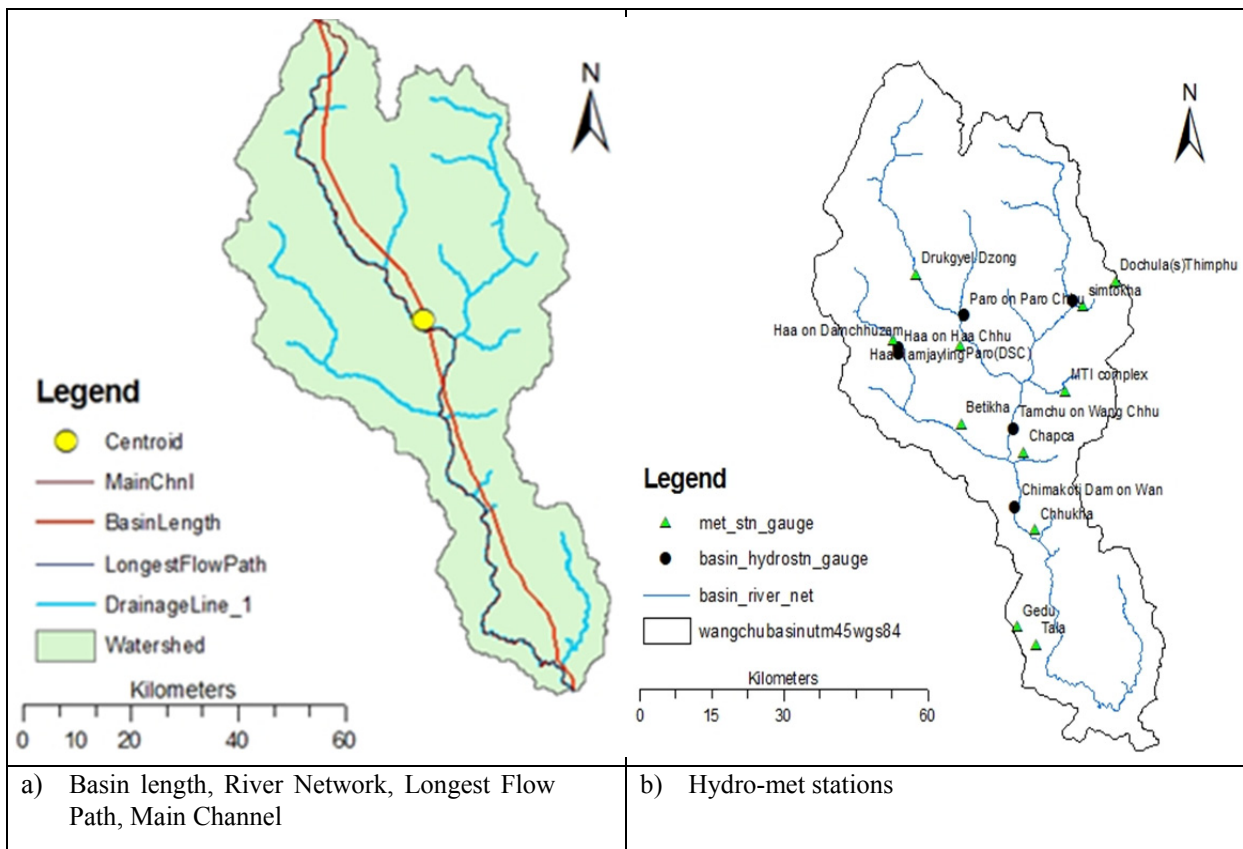 N
Legend
Centroid
MainChnl
BasinLength
LongestFlowPath
DrainageLine_1
Watershed
Kilometers
0 10 20 40 60
a) Basin length, River Network, Longest Flow
Path, Main Channel
N
Drukgyel Dzong
Dochula(s)Thimphu
simtokha
Paro on Paro Chhu
Haa on Damchhuzam
Haa on Haa Chhu
Paro(DSC)
MTI complex
Betikha
Tamchu on Wang Chhu
Chapca
Chimakoti Dam on Wan
Chhukha
Gedu
Tala
Legend
met_stn_gauge
basin_hydrostn_gauge
basin_river_net
wangchubasinutm45wgs84
Kilometers
0 15 30 60
b) Hydro-met stations